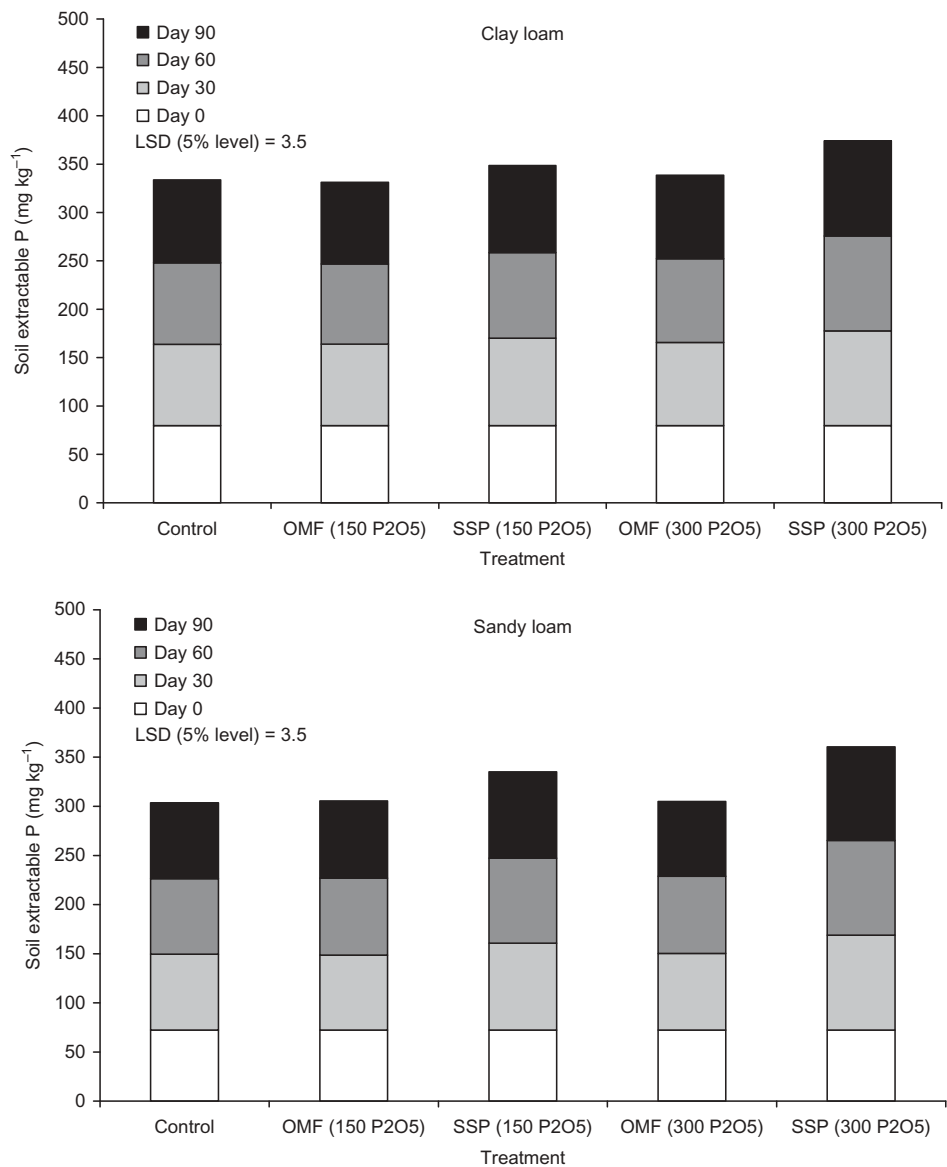 Clay loam
Day 90
Day 60
Day 30
Day 0
LSD (5% level) = 3.5
Soil extractable P (mg kg⁻¹)
500
450
400
350
300
250
200
150
100
50
0
Control OMF (150 P2O5) SSP (150 P2O5) OMF (300 P2O5) SSP (300 P2O5)
Treatment
Sandy loam
Day 90
Day 60
Day 30
Day 0
LSD (5% level) = 3.5
Soil extractable P (mg kg⁻¹)
500
450
400
350
300
250
200
150
100
50
0
Control OMF (150 P2O5) SSP (150 P2O5) OMF (300 P2O5) SSP (300 P2O5)
Treatment